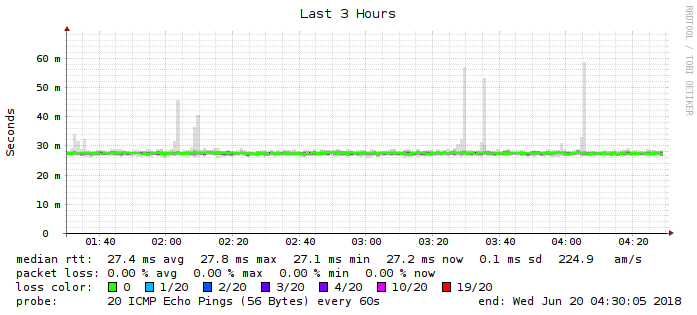 Last 3 Hours
RRDTOOL / TOBI OETIKER
Seconds
60 m
50 m
40 m
30 m
20 m
10 m
0
01:40 02:00 02:20 02:40 03:00 03:20 03:40 04:00 04:20
median rtt: 27.4 ms avg 27.8 ms max 27.1 ms min 27.2 ms now 0.1 ms sd 224.9 am/s
packet loss: 0.00 % avg 0.00 % max 0.00 % min 0.00 % now
loss color: 0 1/20 2/20 3/20 4/20 10/20 19/20
probe: 20 ICMP Echo Pings (56 Bytes) every 60s end: Wed Jun 20 04:30:05 2018